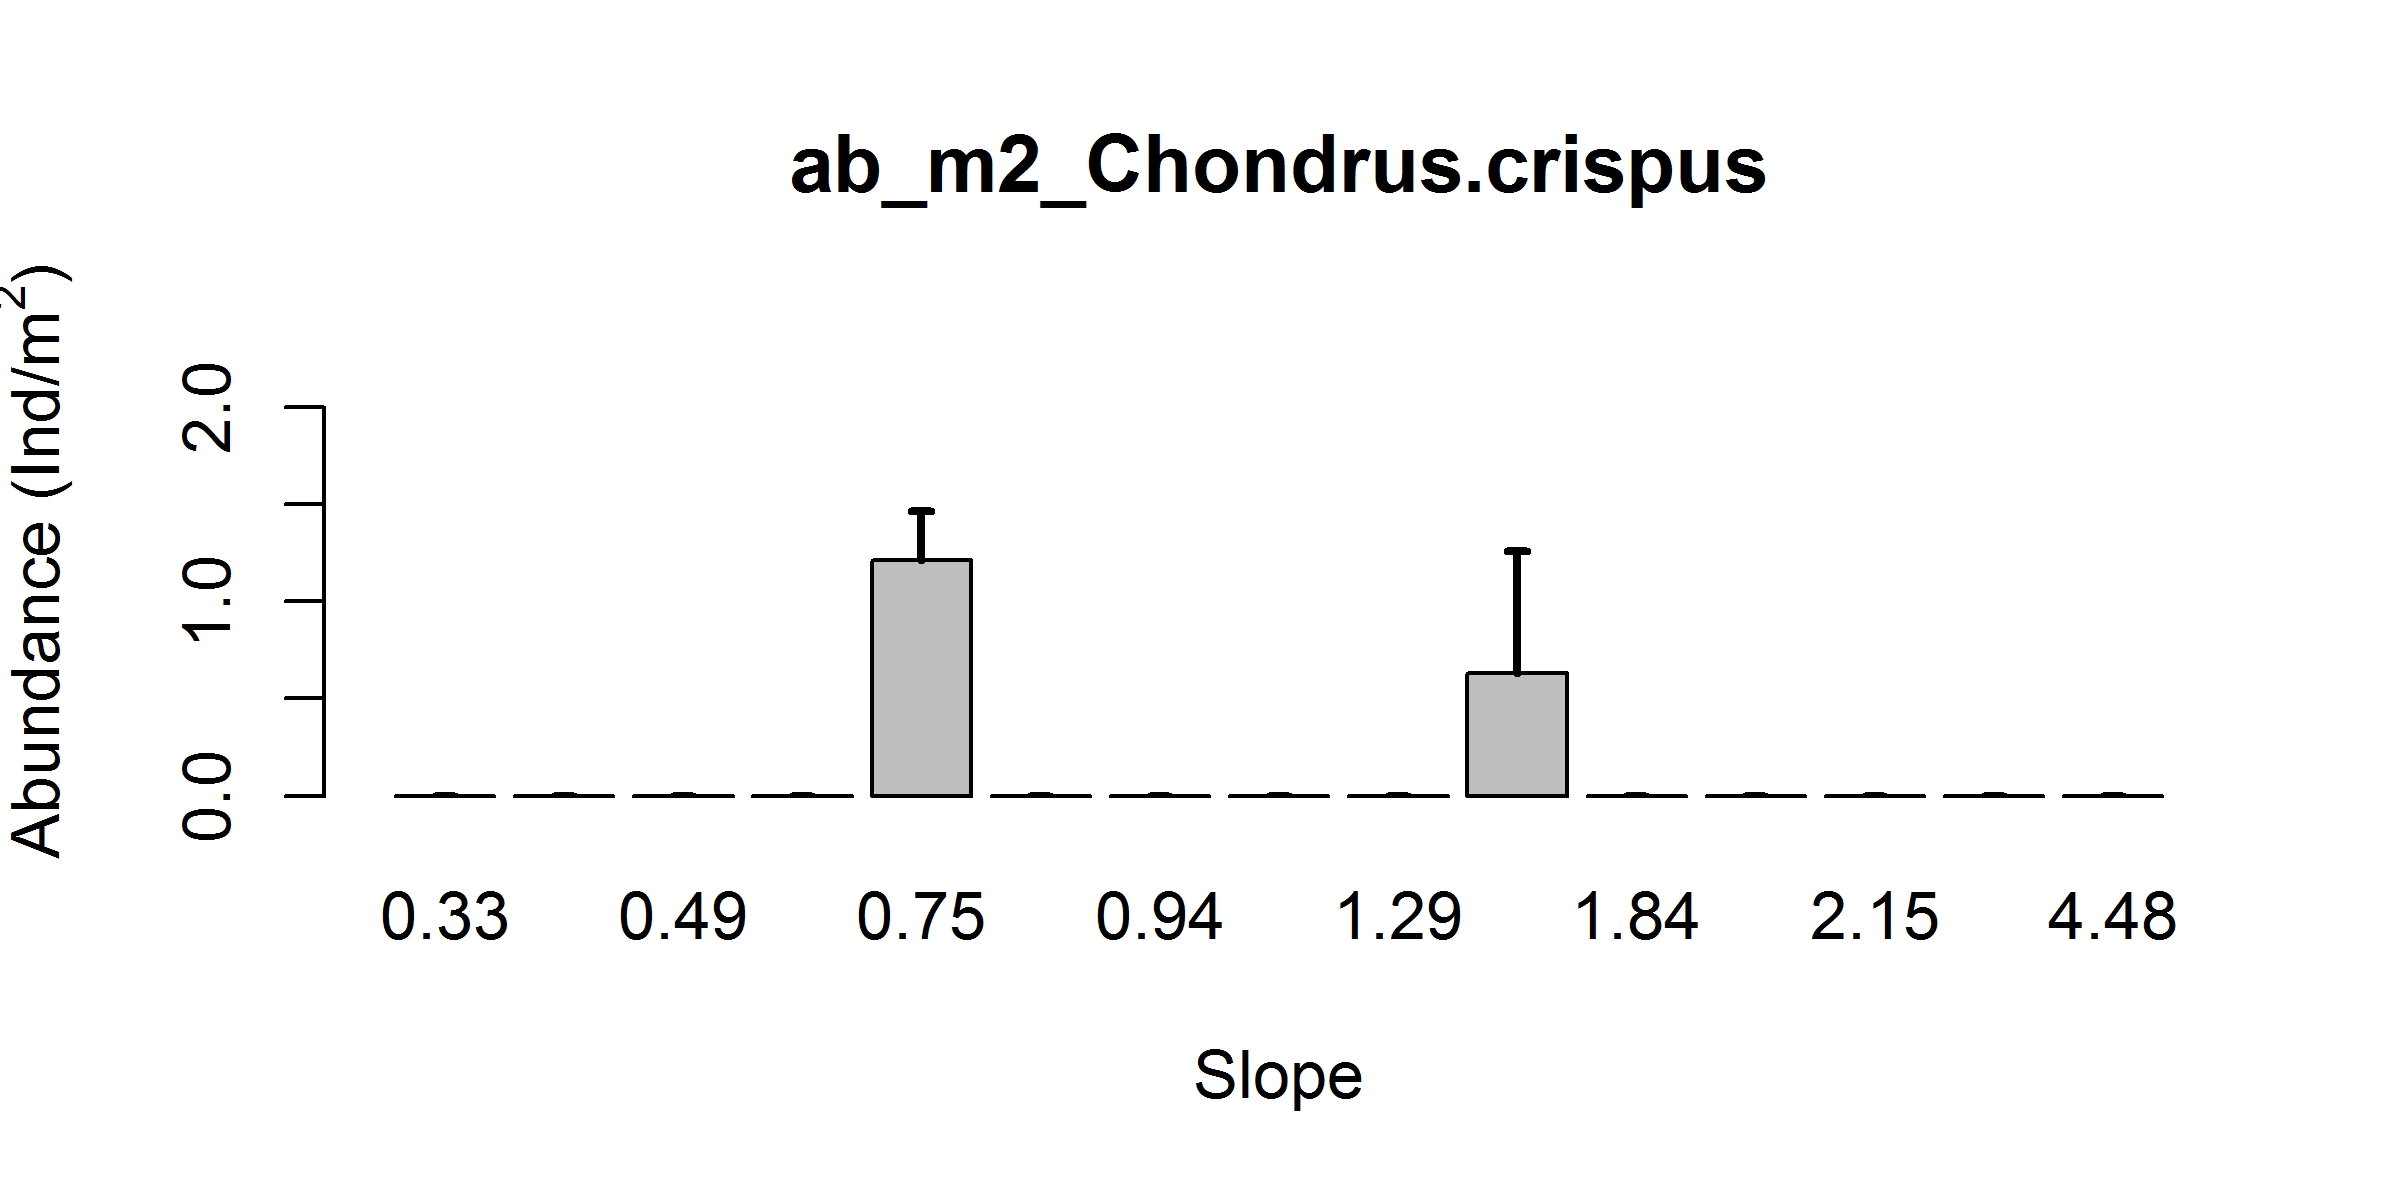 ab_m2_Chondrus.crispus
Abundance (Ind/m²)
2.0
1.0
0.0
0.33 0.49 0.75 0.94 1.29 1.84 2.15 4.48
Slope